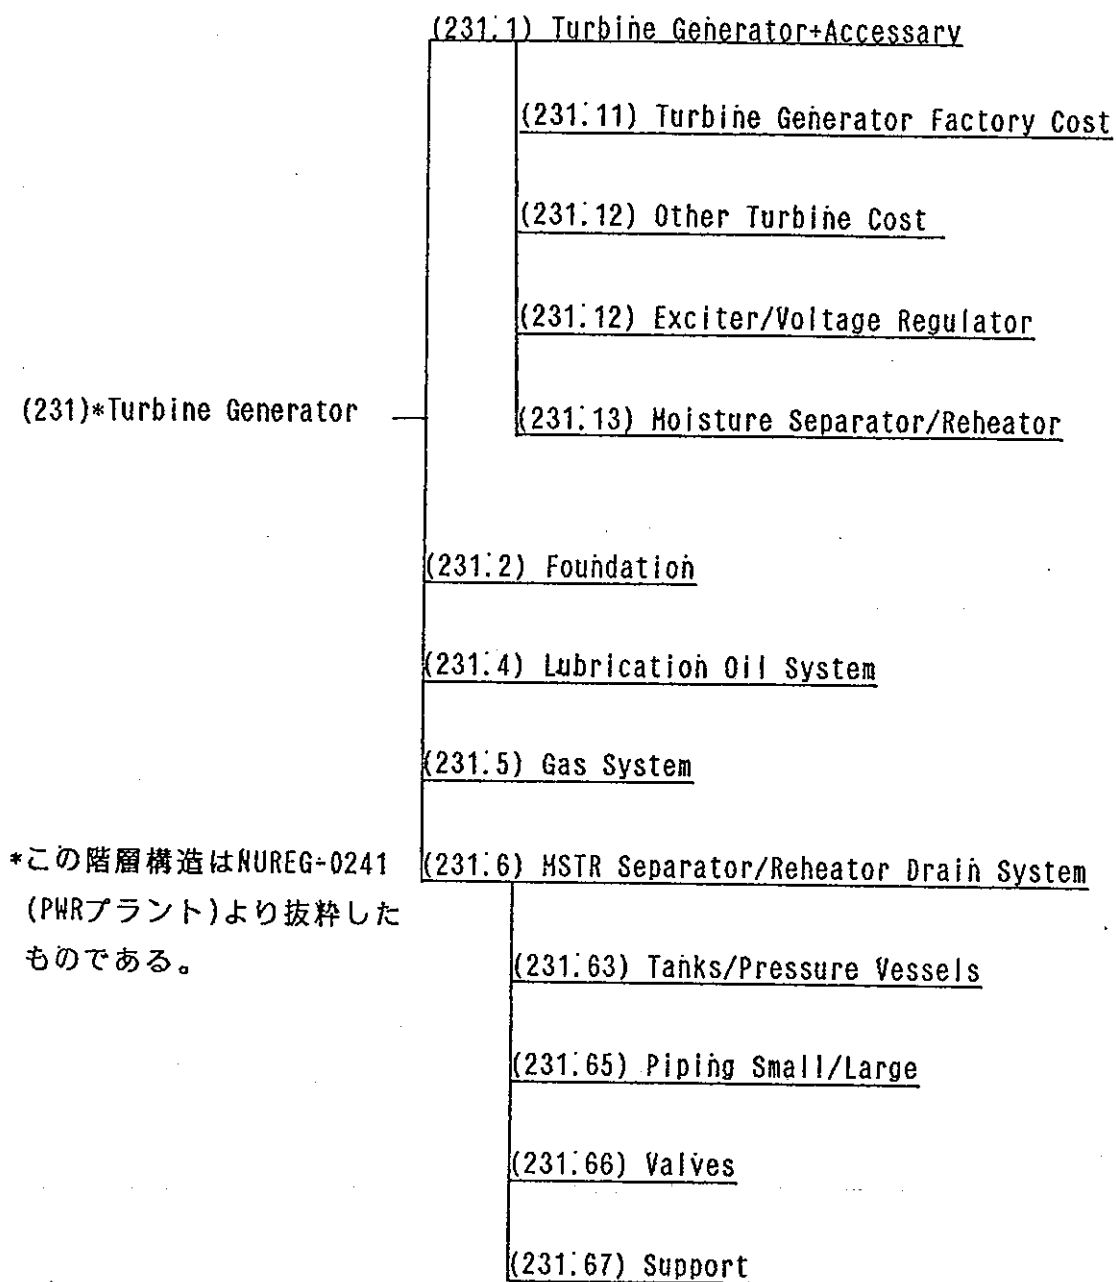 (231.1) Turbine Generator+Accessary
(231.11) Turbine Generator Factory Cost
(231.12) Other Turbine Cost
(231.12) Exciter/Voltage Regulator
(231)*Turbine Generator
(231.13) Moisture Separator/Reheator
(231.2) Foundation
(231.4) Lubrication Oil System
(231.5) Gas System
*この階層構造はNUREG-0241
(PWRプラント)より抜粋した
ものである。
(231.6) MSTR Separator/Reheator Drain System
(231.63) Tanks/Pressure Vessels
(231.65) Piping Small/Large
(231.66) Valves
(231.67) Support